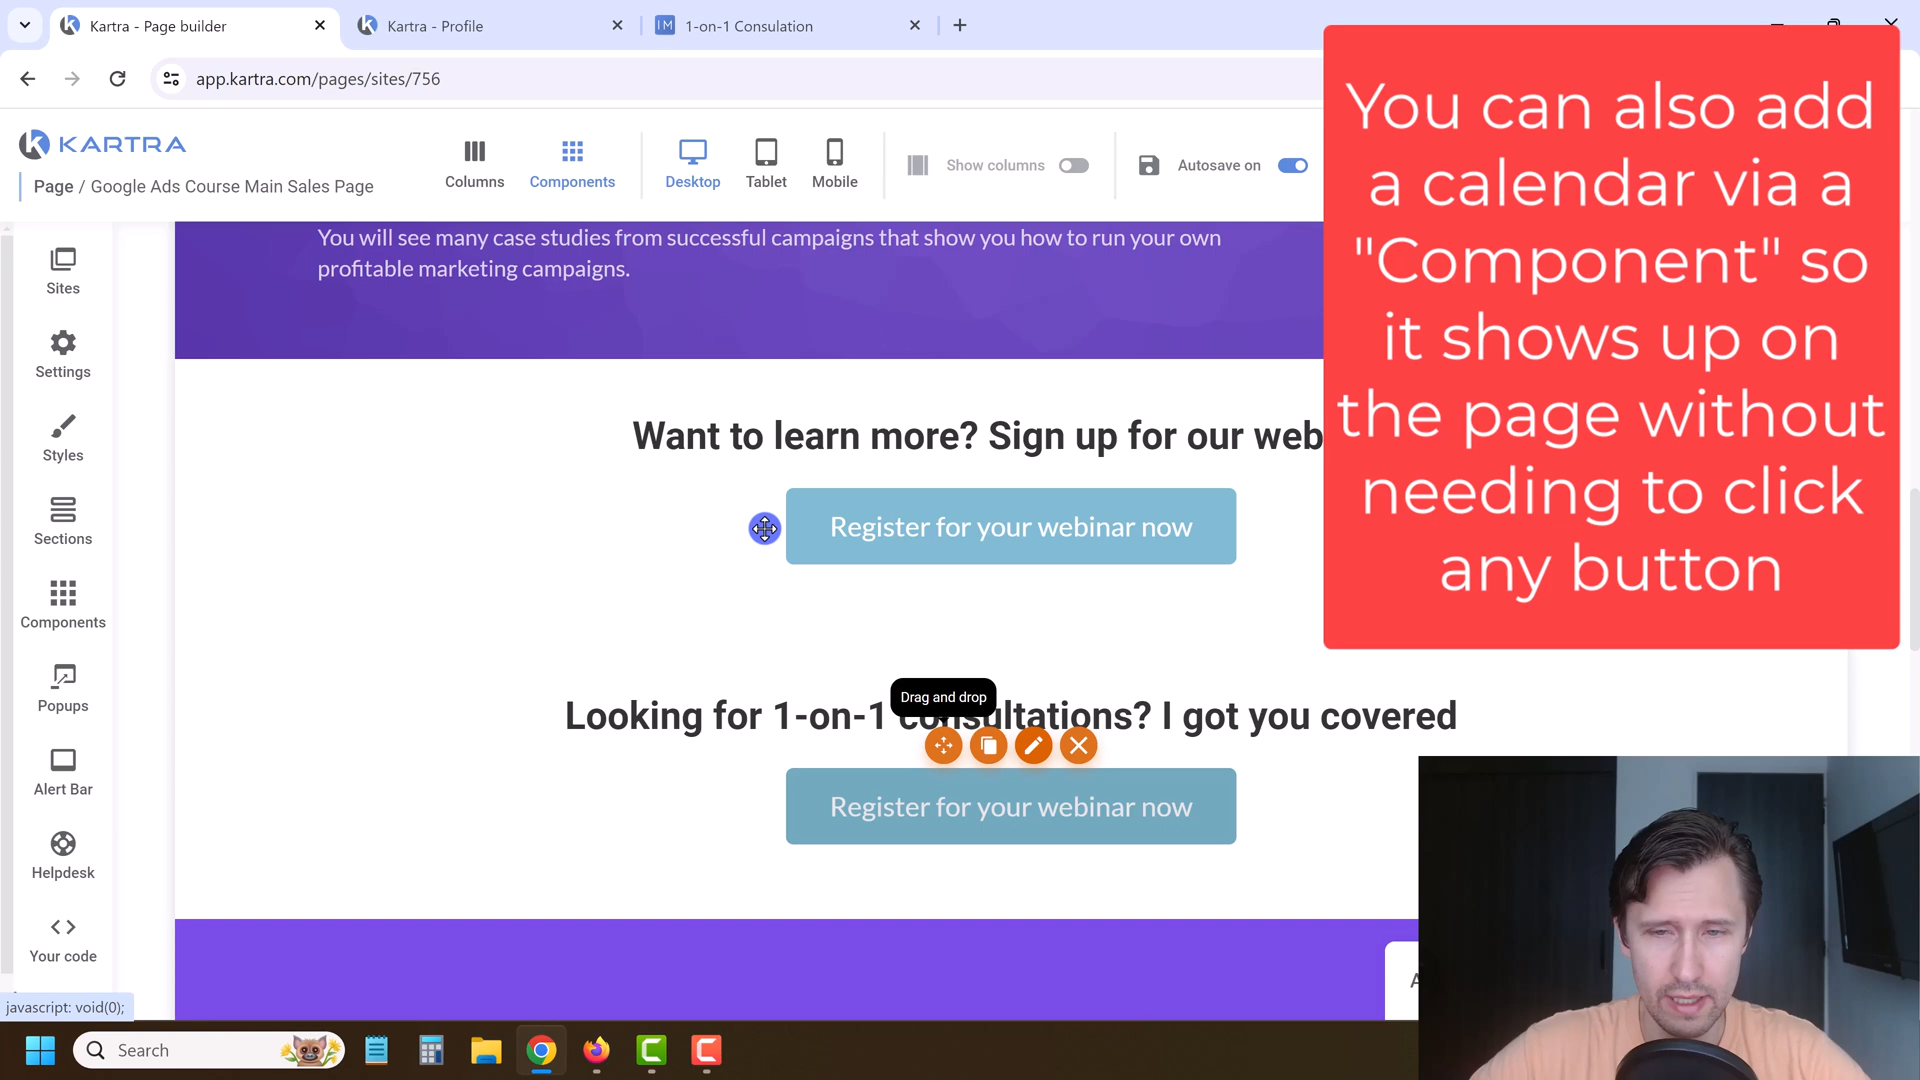 Kartra - Page builder
Kartra - Profile
IM
1-on-1 Consulation
app.kartra.com/pages/sites/756
K KARTRA
Page / Google Ads Course Main Sales Page
Columns
Components
Desktop
Tablet
Mobile
Show columns
Autosave on
You can also add
a calendar via a
"Component" so
it shows up on
the page without
needing to click
any button
Sites
Settings
Styles
Sections
Components
Popups
Alert Bar
Helpdesk
Your code
You will see many case studies from successful campaigns that show you how to run your own
profitable marketing campaigns.
Want to learn more? Sign up for our web
Register for your webinar now
Drag and drop
Looking for 1-on-1 consultations? I got you covered
Register for your webinar now
A
javascript: void(0);
Search